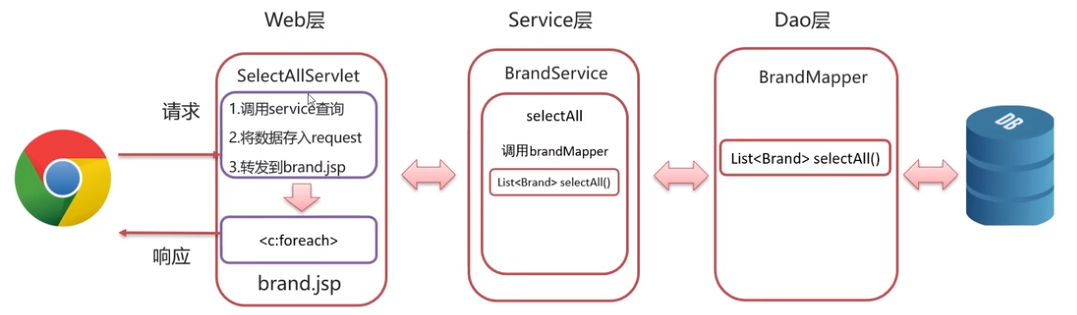 Web层
Service层
Dao层
请求
SelectAllServlet
1.调用service查询
2.将数据存入request
3.转发到brand.jsp
<c:foreach>
brand.jsp
响应
BrandService
selectAll
调用brandMapper
List<Brand> selectAll()
BrandMapper
List<Brand> selectAll()
DB